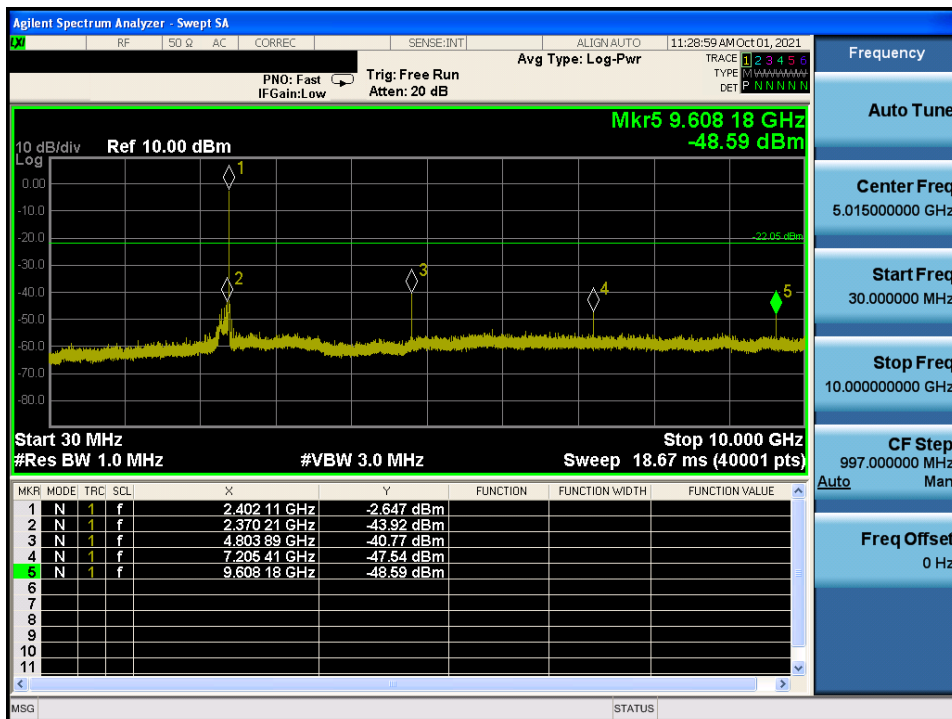 Agilent Spectrum Analyzer - Swept SA
LXI RF 50 Ω AC CORREC SENSE:INT ALIGN AUTO 11:28:59 AM Oct 01, 2021
Frequency
Avg Type: Log-Pwr
TRACE 1 2 3 4 5 6
PNO: Fast Trig: Free Run
TYPE M WWWWW
IFGain:Low Atten: 20 dB
DET P N N N N N
Auto Tune
Mkr5 9.608 18 GHz
10 dB/div Ref 10.00 dBm -48.59 dBm
Log
0.00
-10.0
-20.0
-30.0
-40.0
-50.0
-60.0
-70.0
-80.0
1
2
3
4
5
-22.05 dBm
Center Freq
5.015000000 GHz
Start Freq
30.000000 MHz
Stop Freq
10.000000000 GHz
Start 30 MHz Stop 10.000 GHz
#Res BW 1.0 MHz #VBW 3.0 MHz Sweep 18.67 ms (40001 pts)
CF Step
997.000000 MHz
Auto Man
MKR MODE TRC SCL X Y FUNCTION FUNCTION WIDTH FUNCTION VALUE
1 N 1 f 2.402 11 GHz -2.647 dBm
2 N 1 f 2.370 21 GHz -43.92 dBm
3 N 1 f 4.803 89 GHz -40.77 dBm
4 N 1 f 7.205 41 GHz -47.54 dBm
5 N 1 f 9.608 18 GHz -48.59 dBm
6
7
8
9
10
11
Freq Offset
0 Hz
MSG STATUS